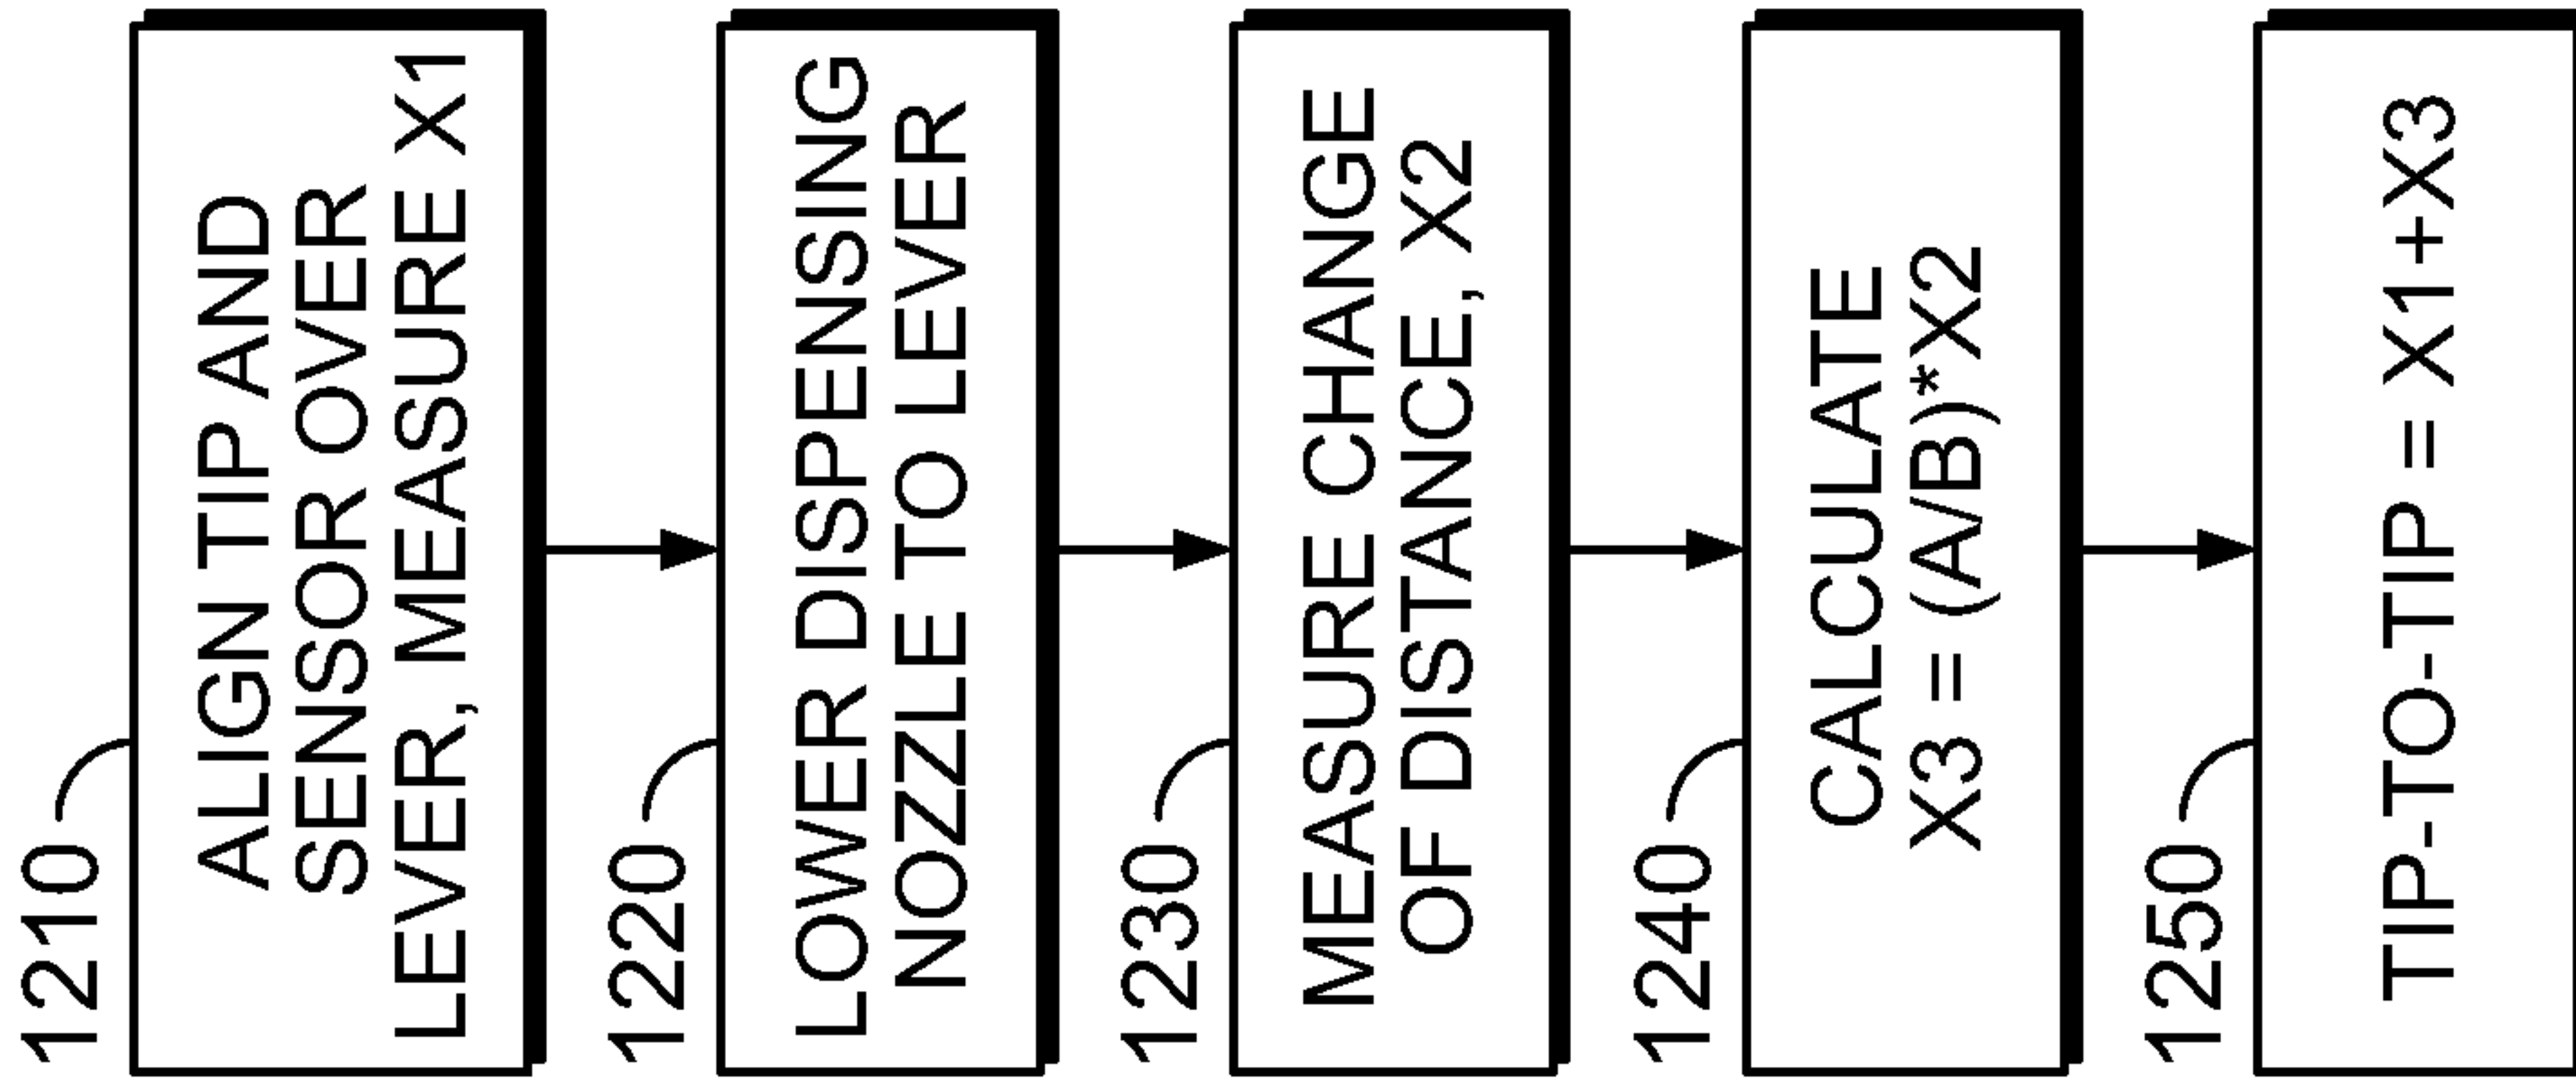 1210
ALIGN TIP AND
SENSOR OVER
LEVER, MEASURE X1
1220
LOWER DISPENSING
NOZZLE TO LEVER
1230
MEASURE CHANGE
OF DISTANCE, X2
1240
CALCULATE
X3 = (A/B)*X2
1250
TIP-TO-TIP = X1+X3